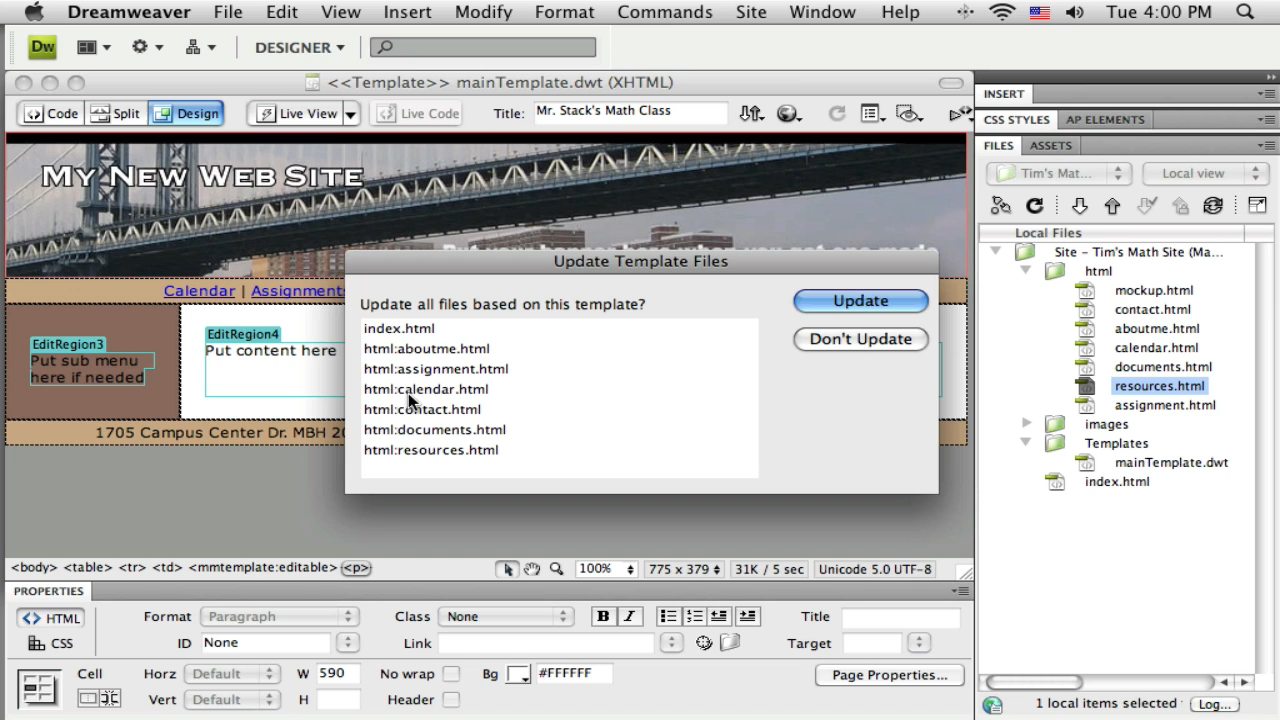 Dreamweaver File Edit View Insert Modify Format Commands Site Window Help Tue 4:00 PM
Dw DESIGNER
<<Template>> mainTemplate.dwt (XHTML)
Code Split Design Live View Live Code Title: Mr. Stack's Math Class
My New Web Site
Calendar | Assignments
EditRegion3
Put sub menu
here if needed
EditRegion4
Put content here
1705 Campus Center Dr. MBH 20
Update Template Files
Update all files based on this template?
index.html
html:aboutme.html
html:assignment.html
html:calendar.html
html:contact.html
html:documents.html
html:resources.html
Update
Don't Update
<body> <table> <tr> <td> <mmtemplate:editable> <p> 100% 775 x 379 31K / 5 sec Unicode 5.0 UTF-8
PROPERTIES
<> HTML Format Paragraph Class None B I Title
CSS ID None Link Target
Cell Horz Default W 590 No wrap Bg #FFFFFF Page Properties...
Vert Default H Header
INSERT
CSS STYLES AP ELEMENTS
FILES ASSETS
Tim's Mat... Local view
Local Files
Site – Tim's Math Site (Ma...
html
mockup.html
contact.html
aboutme.html
calendar.html
documents.html
resources.html
assignment.html
images
Templates
mainTemplate.dwt
index.html
1 local items selected Log...